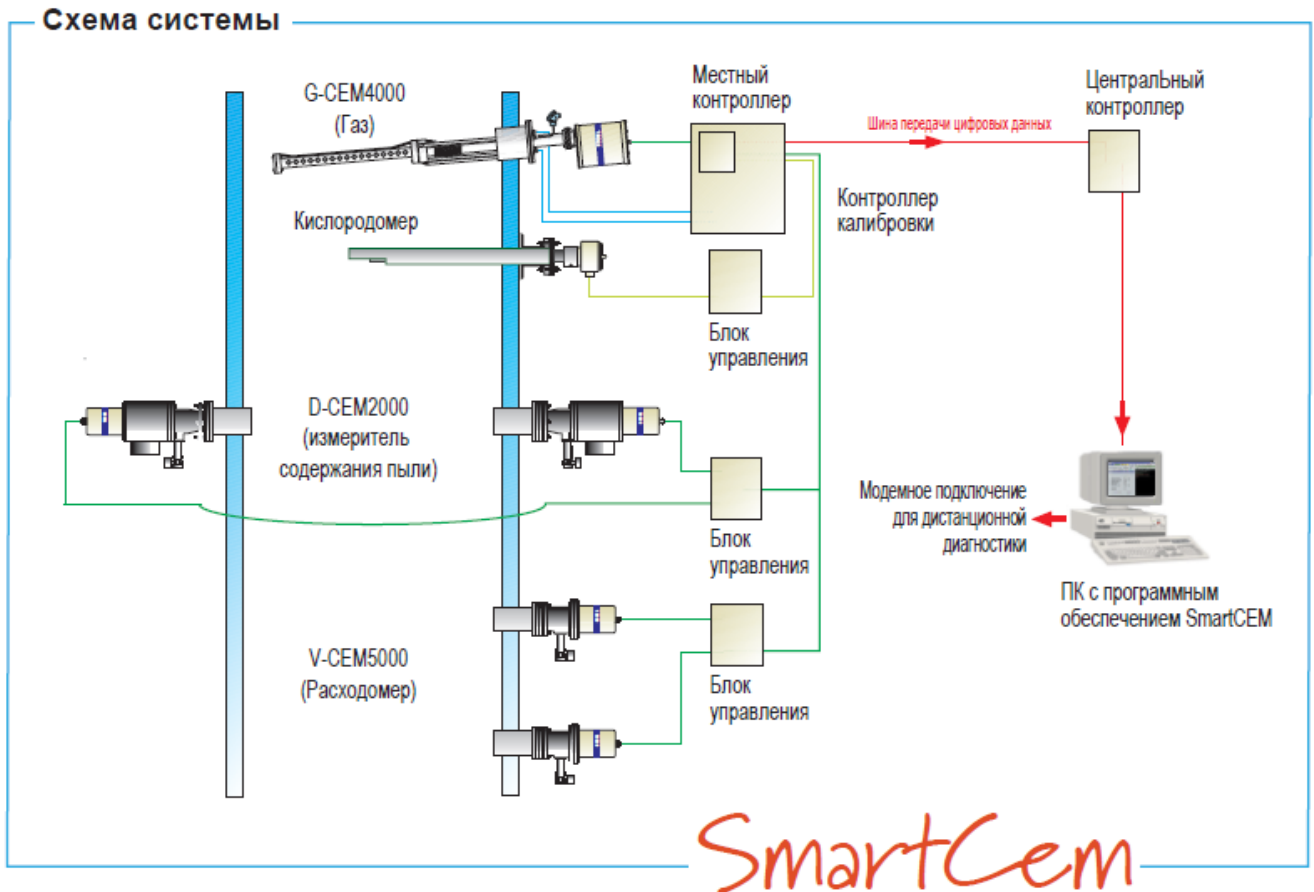 Схема системы
G-CEM4000
(Газ)
Местный
контроллер
Шина передачи цифровых данных
ЦентралЬный
контроллер
Контроллер
калибровки
Кислородомер
Блок
управления
D-CEM2000
(измеритель
содержания пыли)
Блок
управления
Модемное подключение
для дистанционной
диагностики
ПК с программным
обеспечением SmartCEM
V-CEM5000
(Расходомер)
Блок
управления
SmartCem